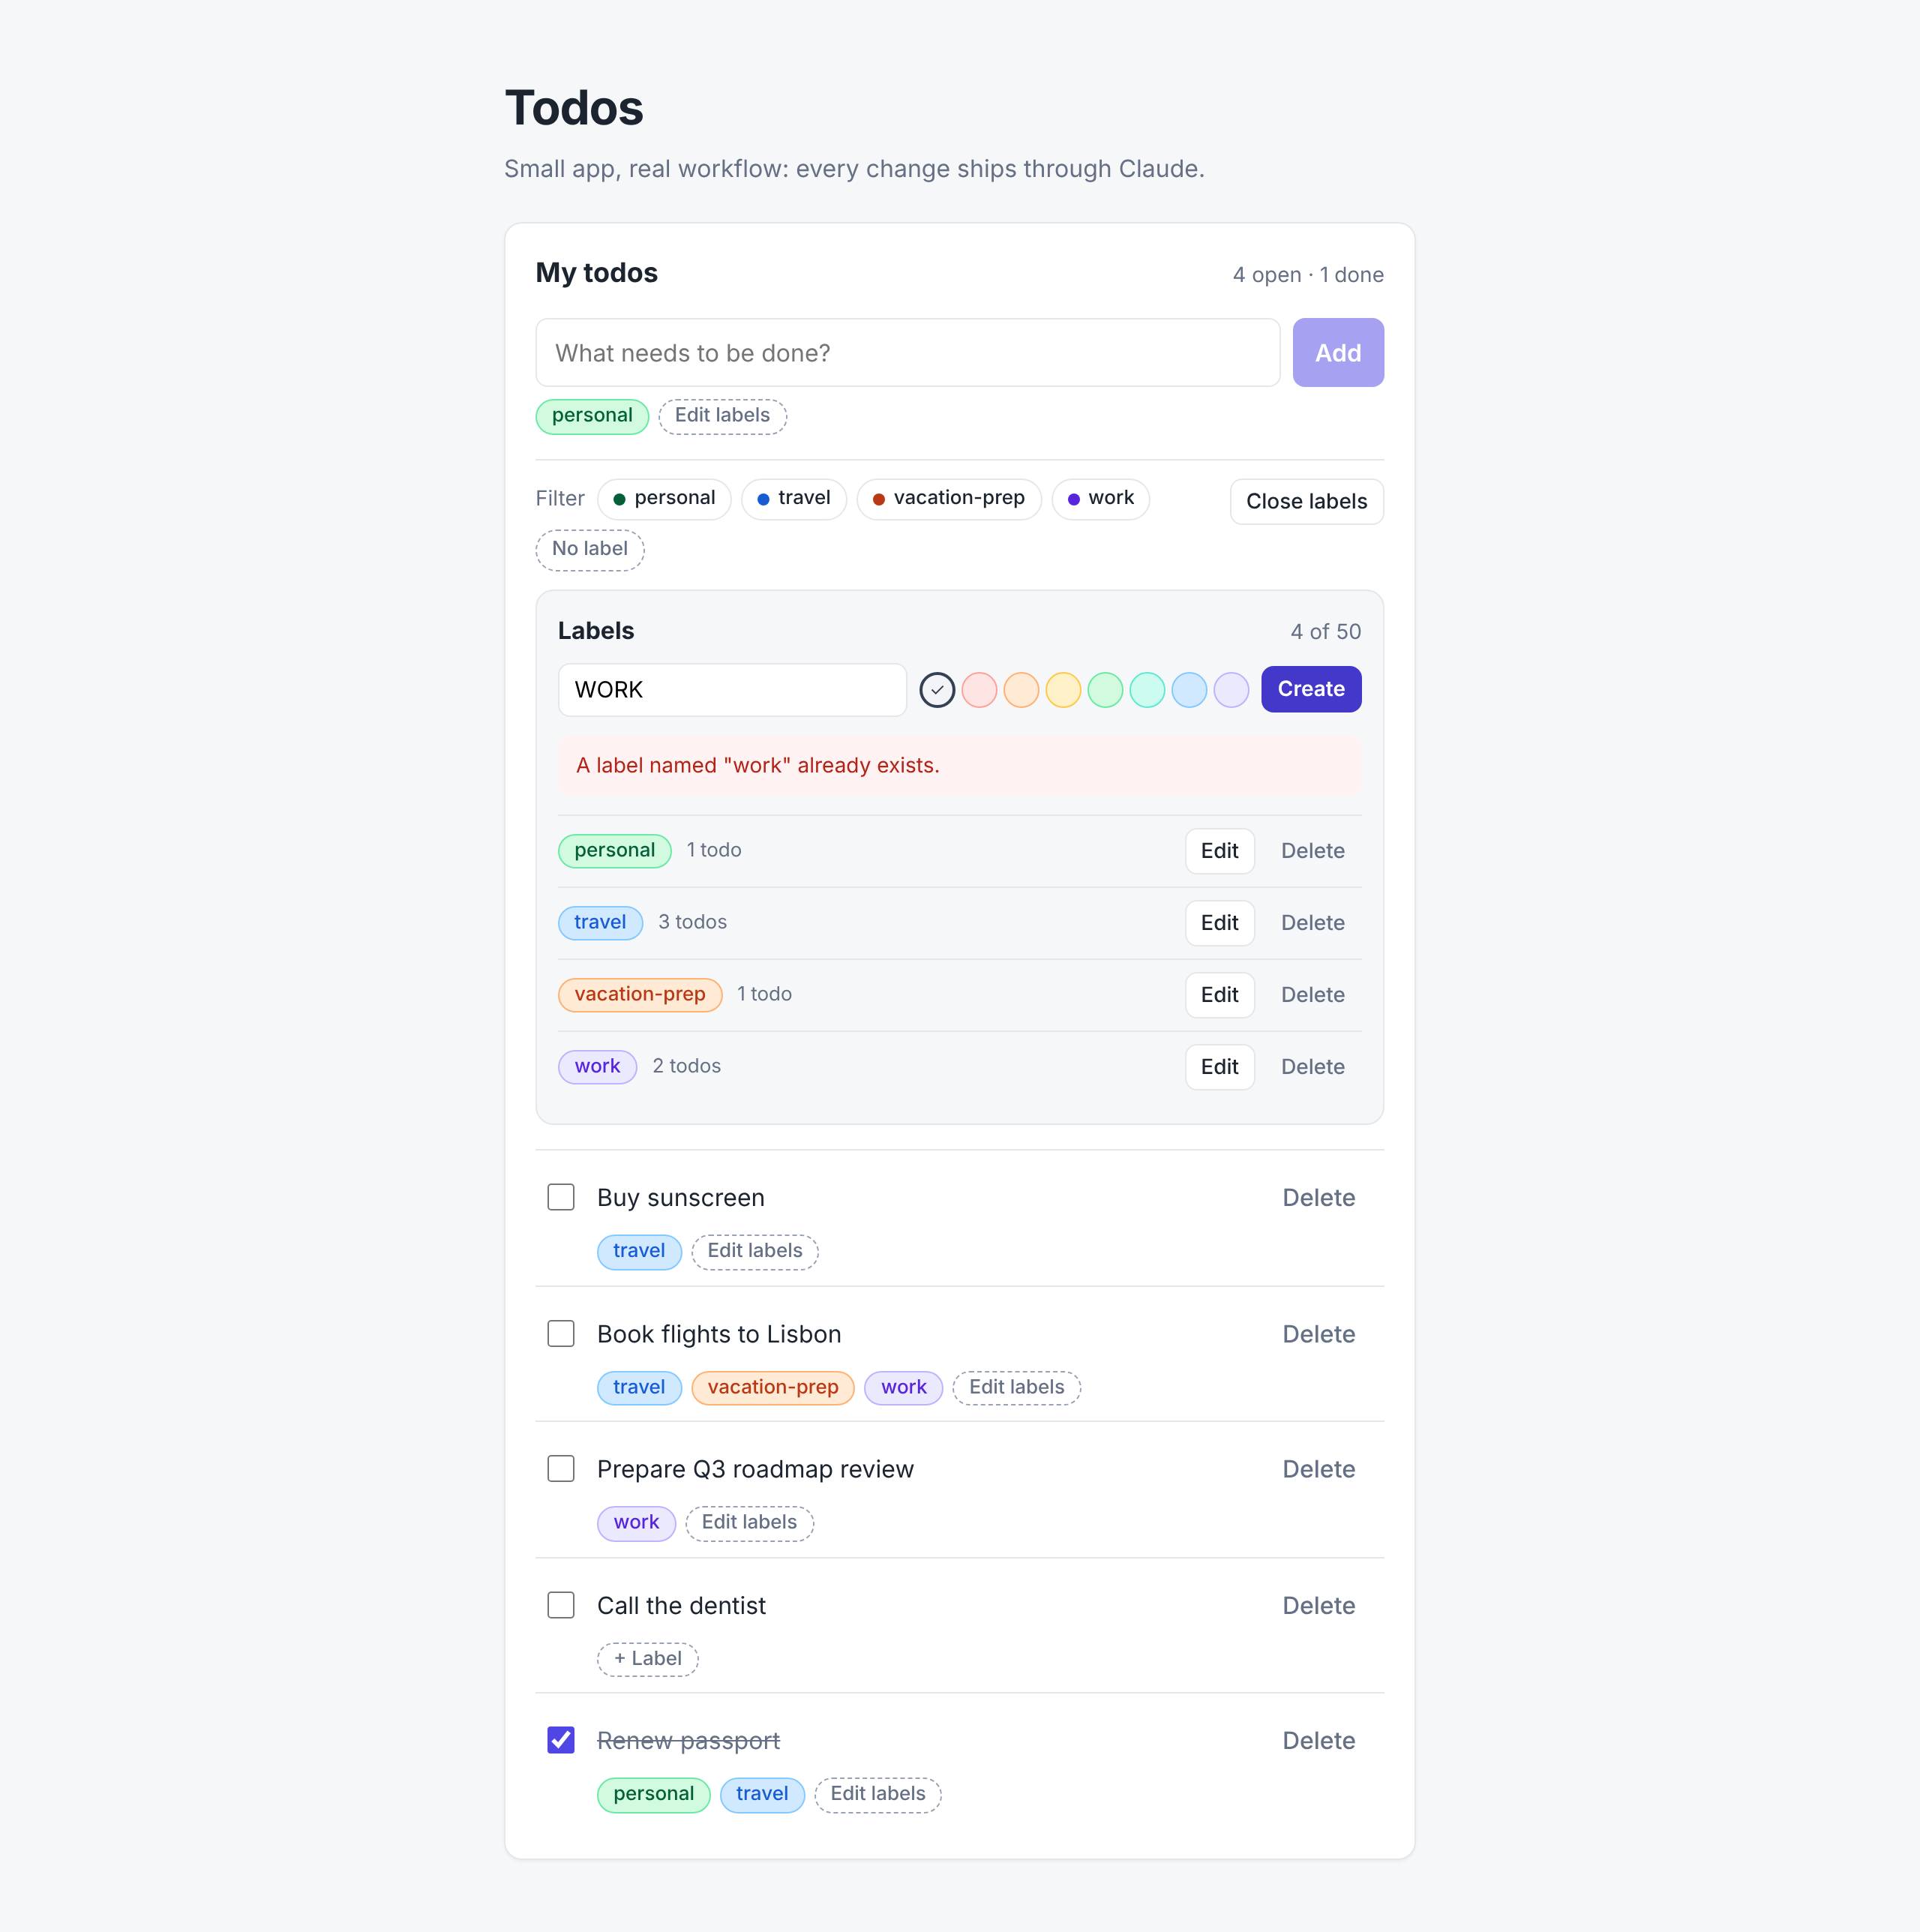 Todos
Small app, real workflow: every change ships through Claude.
My todos
4 open · 1 done
What needs to be done?
Add
personal
Edit labels
Filter
personal
travel
vacation-prep
work
Close labels
No label
Labels
4 of 50
WORK
Create
A label named "work" already exists.
personal
1 todo
Edit
Delete
travel
3 todos
Edit
Delete
vacation-prep
1 todo
Edit
Delete
work
2 todos
Edit
Delete
Buy sunscreen
Delete
travel
Edit labels
Book flights to Lisbon
Delete
travel
vacation-prep
work
Edit labels
Prepare Q3 roadmap review
Delete
work
Edit labels
Call the dentist
Delete
+ Label
Renew passport
Delete
personal
travel
Edit labels